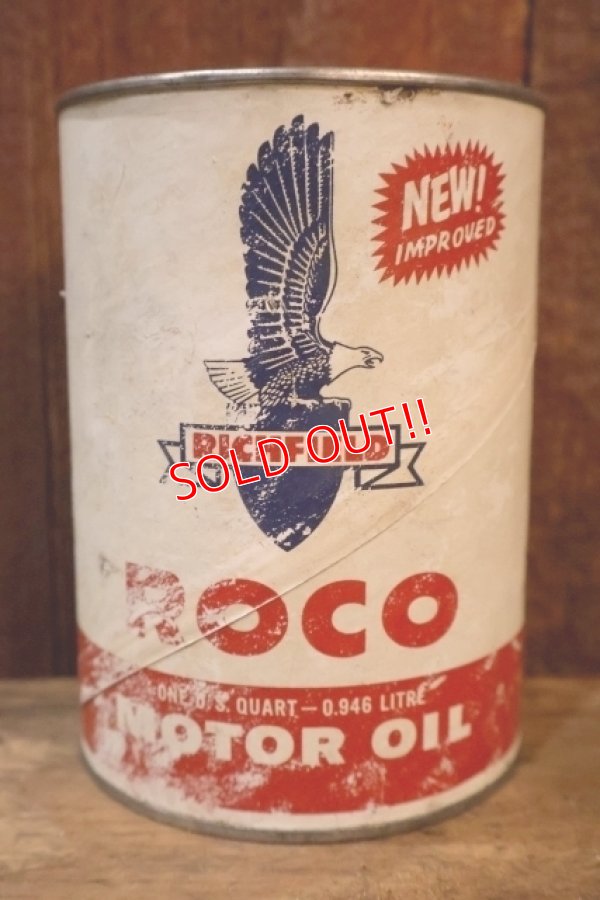 NEW!
IMPROVED
RICHFIELD
SOLD OUT!!
ROCO
ONE U.S. QUART — 0.946 LITRE
MOTOR OIL